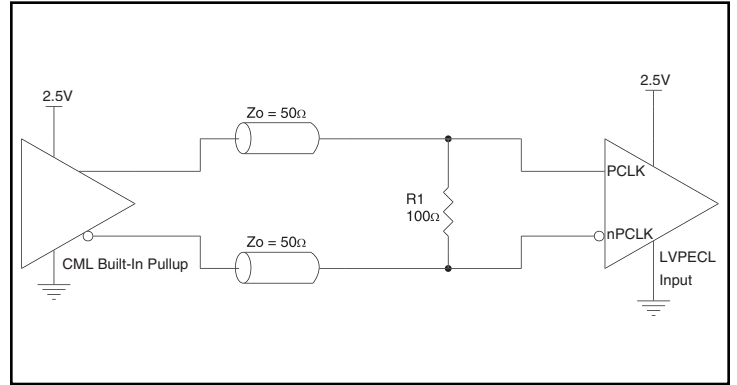 2.5V
2.5V
Zo = 50Ω
PCLK
R1
100Ω
Zo = 50Ω
nPCLK
CML Built-In Pullup
LVPECL
Input